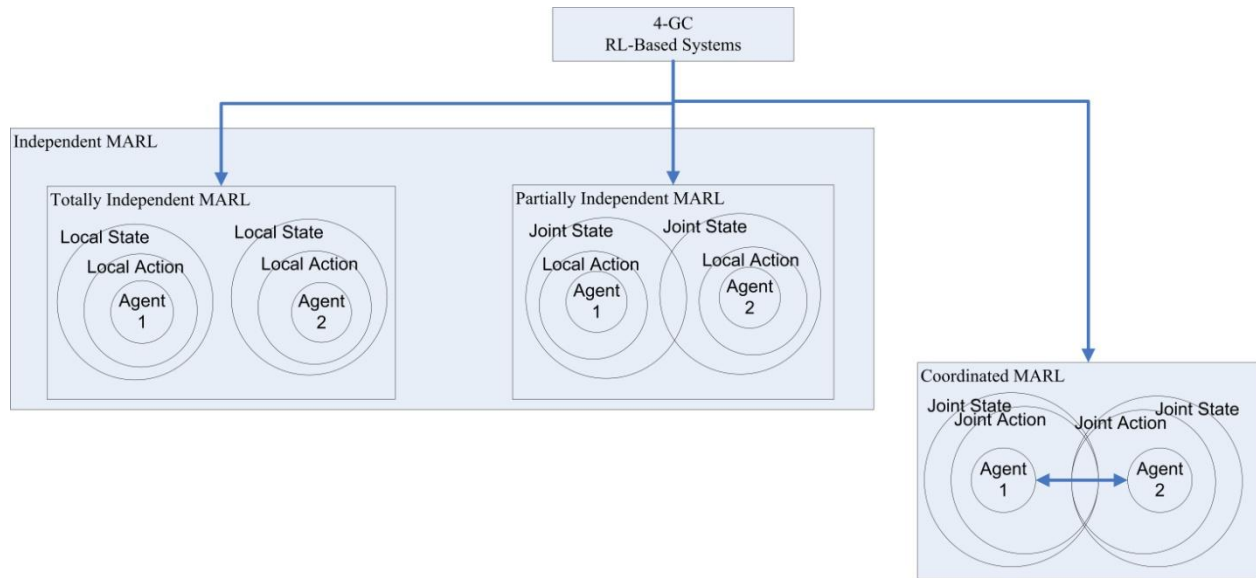 4-GC
RL-Based Systems
Independent MARL
Totally Independent MARL
Local State
Local Action
Agent
1
Local State
Local Action
Agent
2
Partially Independent MARL
Joint State
Local Action
Agent
1
Joint State
Local Action
Agent
2
Coordinated MARL
Joint State
Joint Action
Agent
1
Joint State
Joint Action
Agent
2